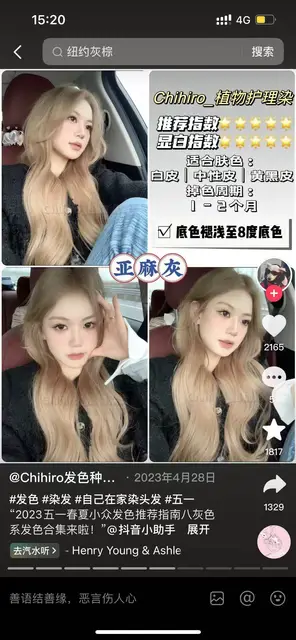 15:20
4G
纽约灰棕
搜索
Chihiro_植物护理染
推荐指数⭐⭐⭐⭐⭐
显白指数⭐⭐⭐⭐⭐
适合肤色：
白皮 | 中性皮 | 黄黑皮
掉色周期：
1-2个月
☑ 底色褪浅至8度底色
亚麻灰
2165
1817
@Chihiro发色种... · 2023年4月28日
1329
#发色 #染发 #自己在家染头发 #五一
“2023五一春夏小众发色推荐指南八灰色
系发色合集来啦！”@抖音小助手 展开
去汽水听 > - Henry Young & Ashle
善语结善缘，恶言伤人心